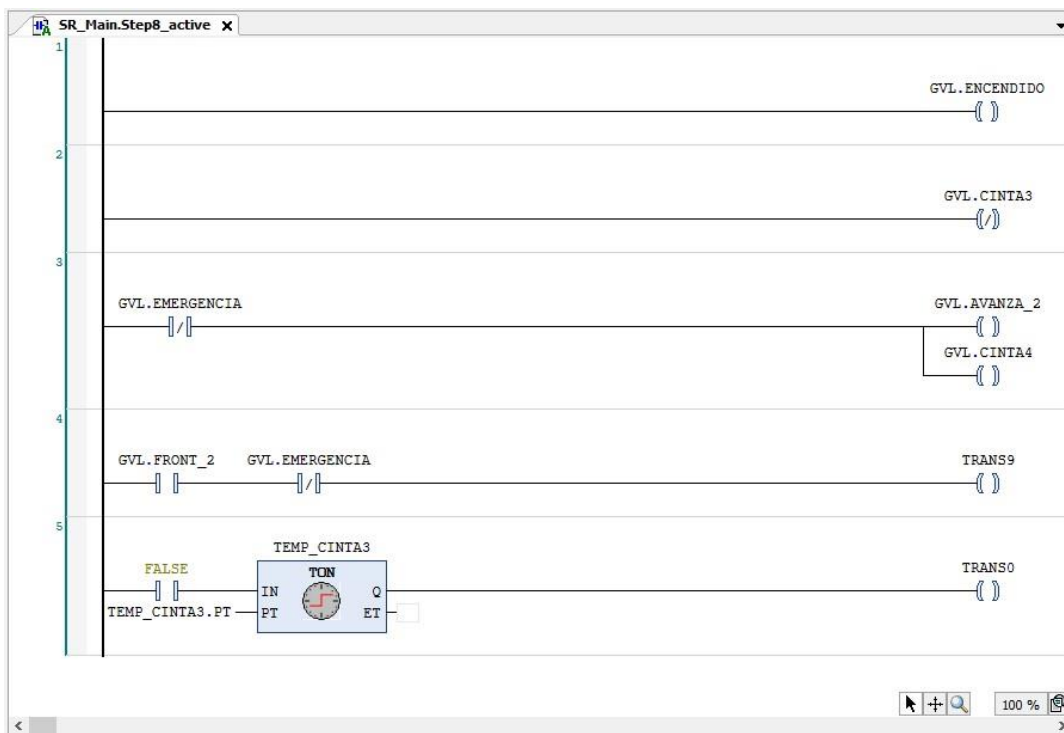 SR_Main.Step8_active
1
GVL.ENCENDIDO
2
GVL.CINTA3
3
GVL.EMERGENCIA
GVL.AVANZA_2
GVL.CINTA4
4
GVL.FRONT_2 GVL.EMERGENCIA TRANS9
5
TEMP_CINTA3
FALSE TON TRANS0
IN Q
TEMP_CINTA3.PT PT ET
100 %